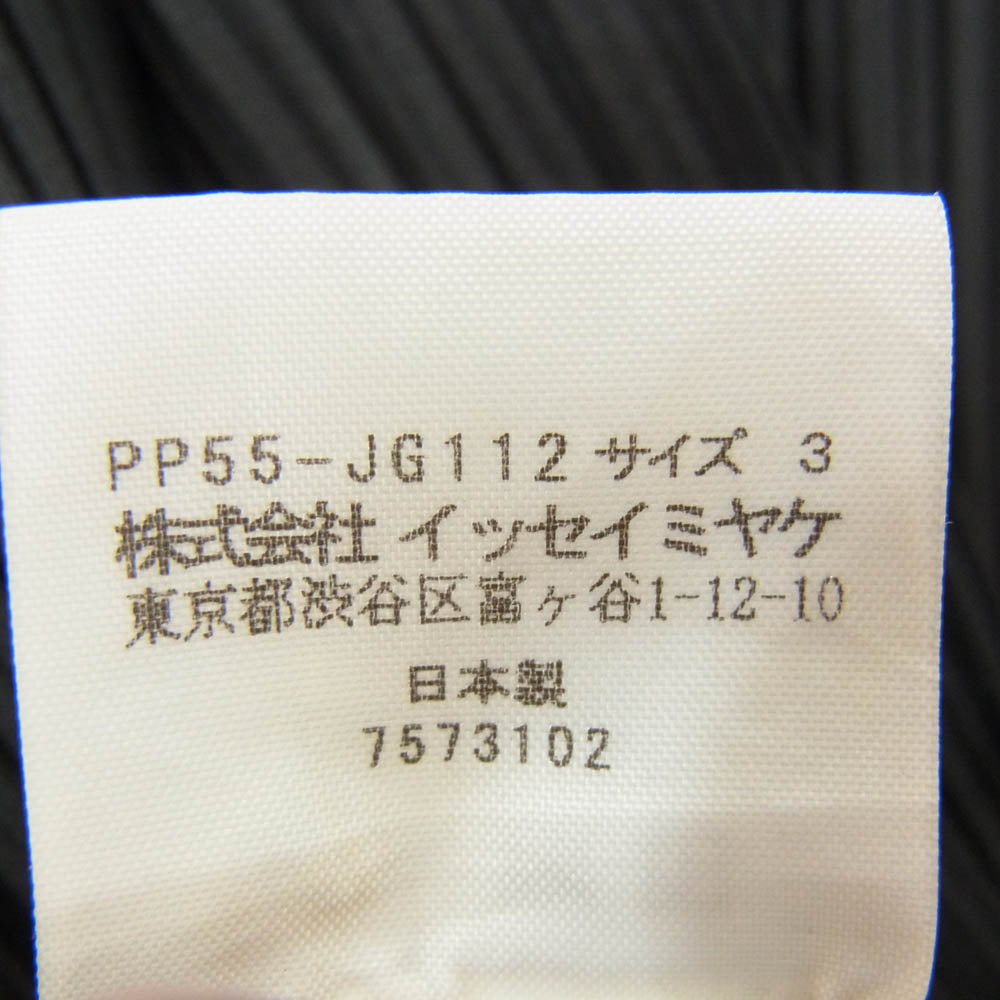 PP55-JG112 サイズ 3
株式会社 イッセイミヤケ
東京都渋谷区富ヶ谷1-12-10
日本製
7573102